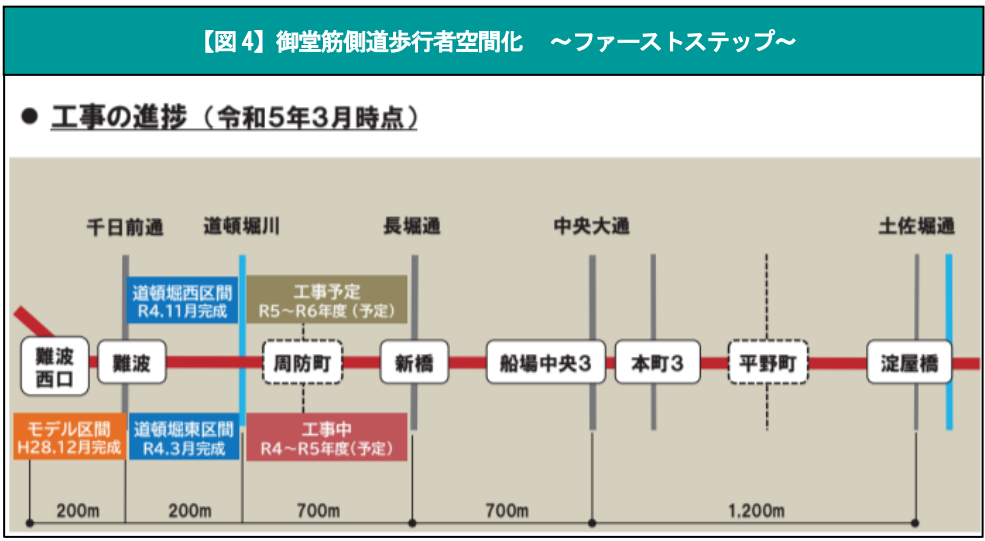 【図4】御堂筋側道歩行者空間化　～ファーストステップ～
● 工事の進捗（令和5年3月時点）
千日前通
道頓堀川
長堀通
中央大通
土佐堀通
道頓堀西区間
R4.11月完成
工事予定
R5～R6年度（予定）
難波
西口
難波
周防町
新橋
船場中央3
本町3
平野町
淀屋橋
モデル区間
H28.12月完成
道頓堀東区間
R4.3月完成
工事中
R4～R5年度（予定）
200m
200m
700m
700m
1,200m